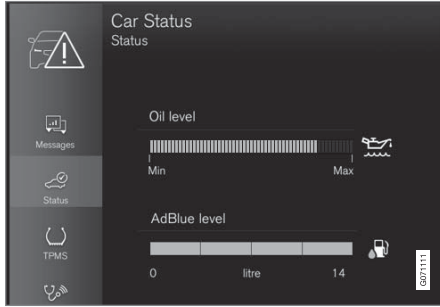 Car Status
Status
Messages
Status
TPMS
Oil level
Min Max
AdBlue level
0 litre 14
G071111